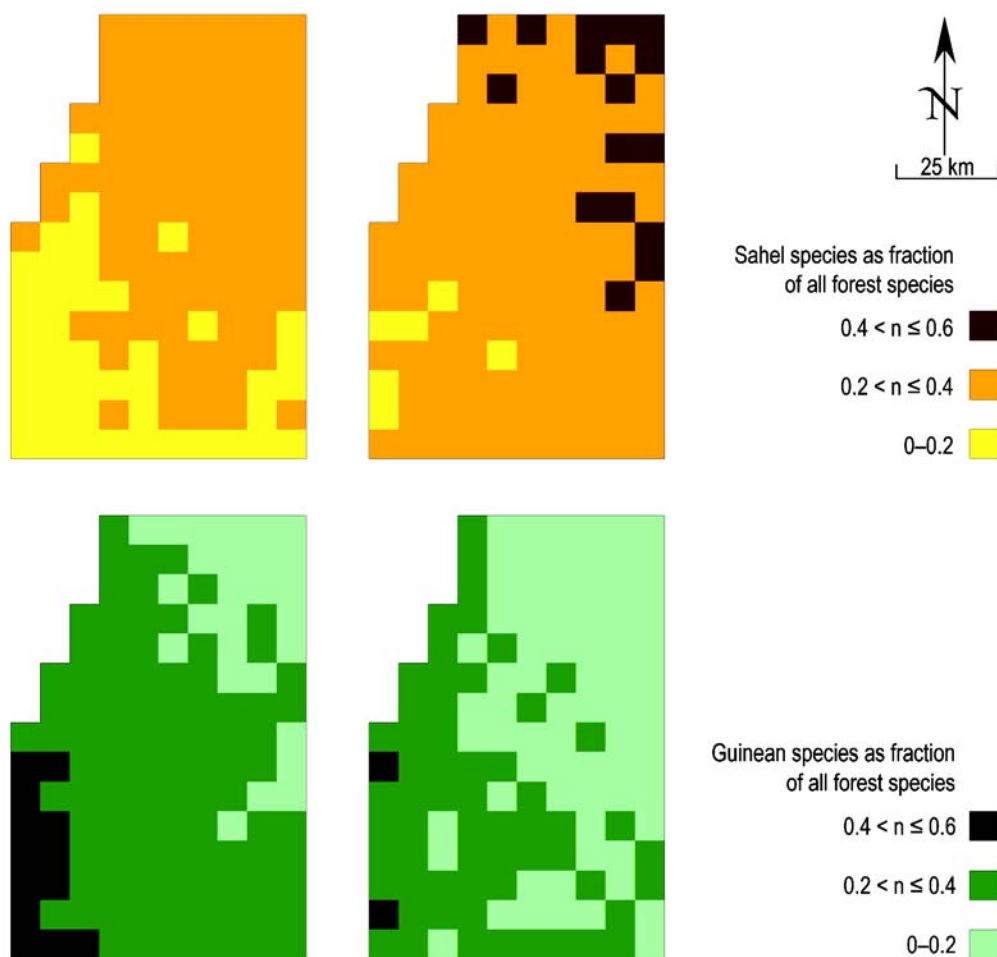 N
25 km
Sahel species as fraction
of all forest species
0.4 < n ≤ 0.6
0.2 < n ≤ 0.4
0–0.2
Guinean species as fraction
of all forest species
0.4 < n ≤ 0.6
0.2 < n ≤ 0.4
0–0.2